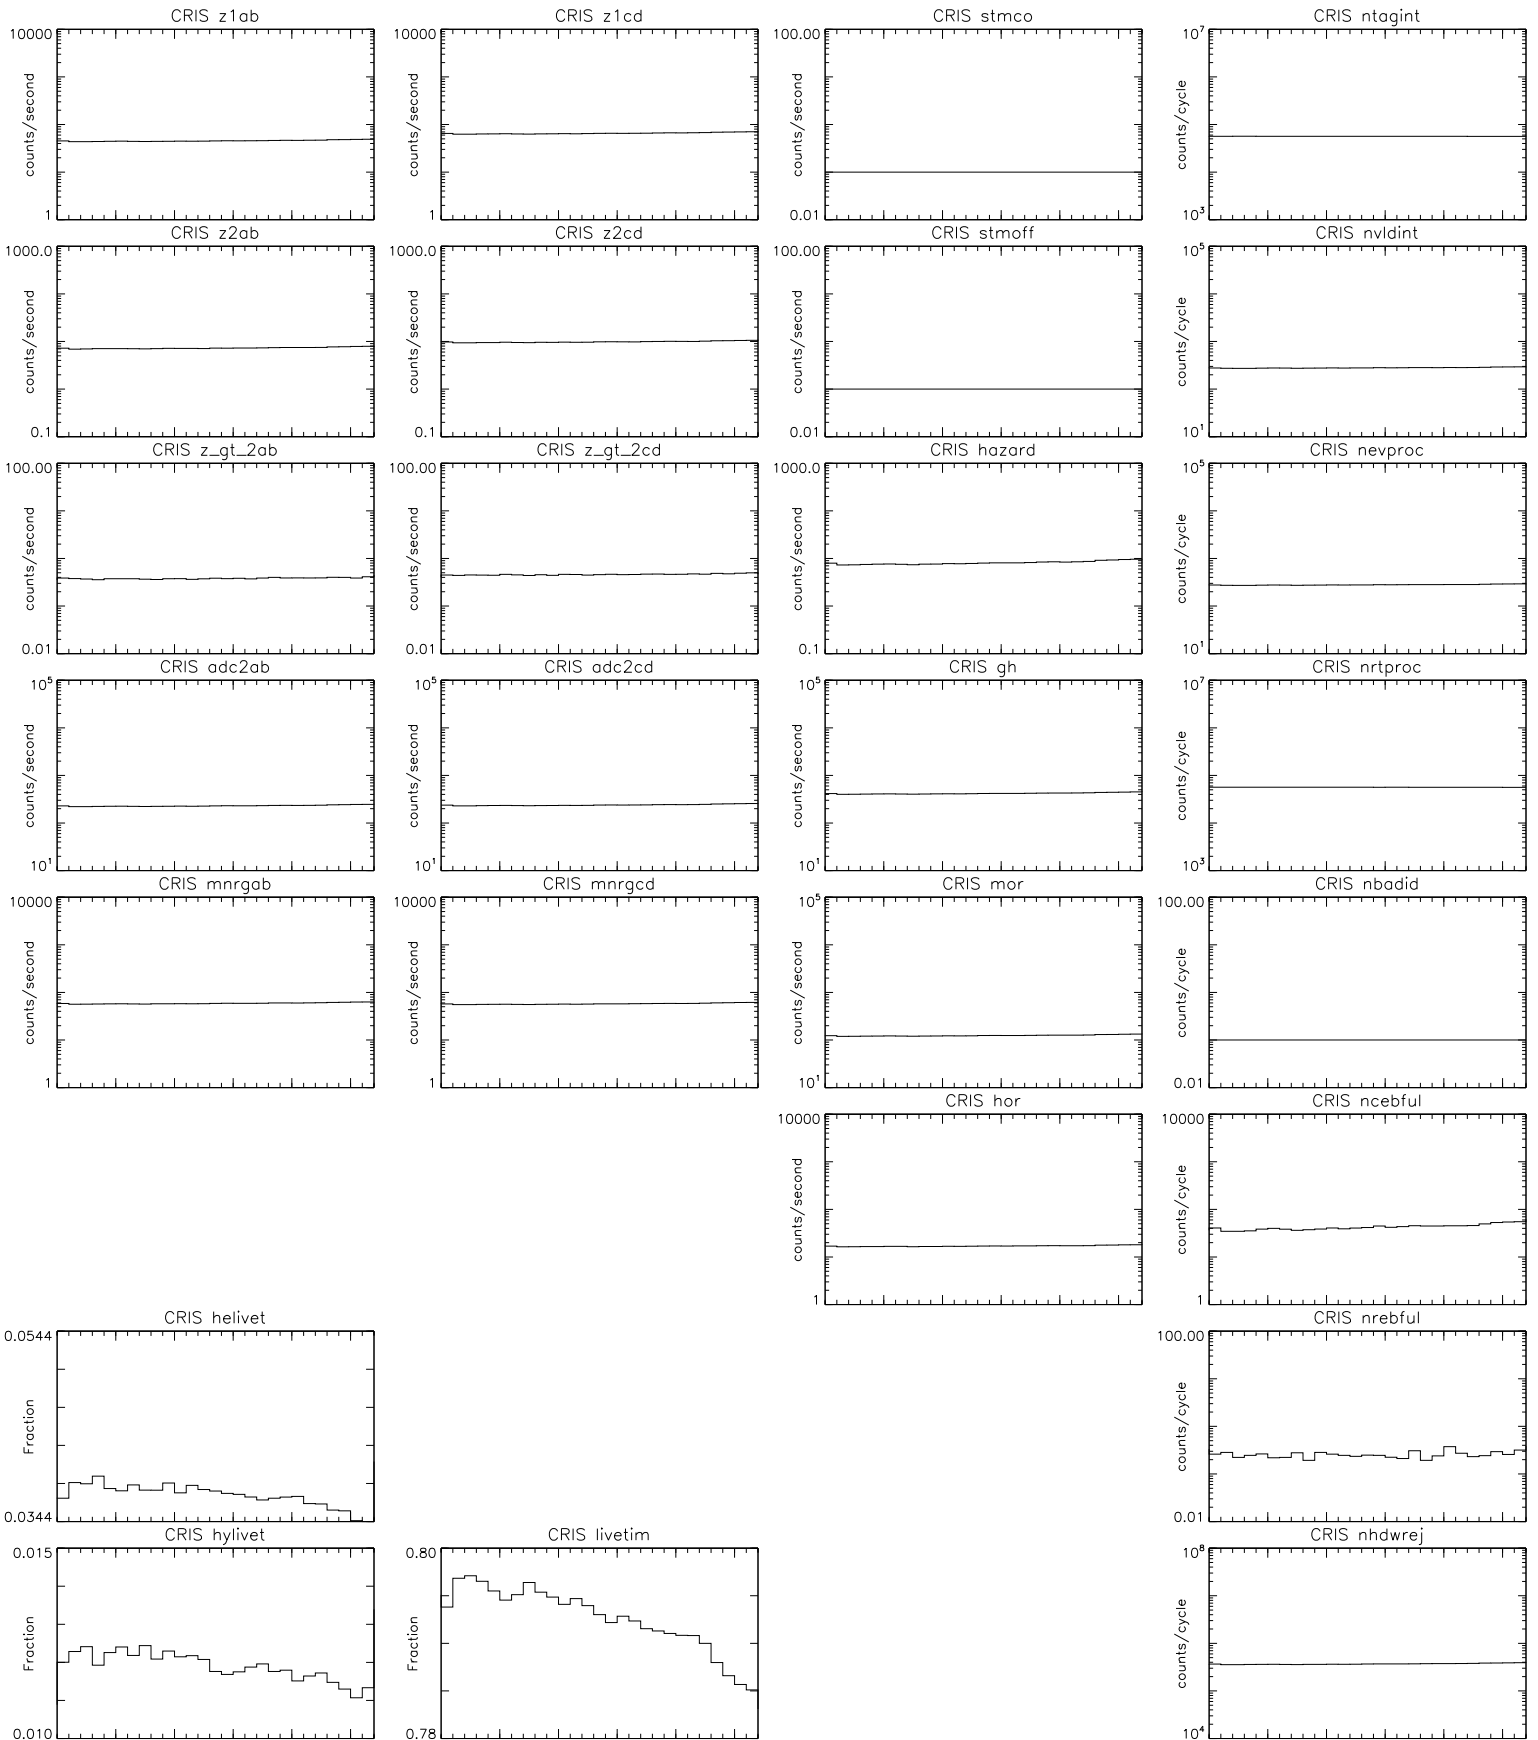 CRIS z1ab CRIS z1cd CRIS stmco CRIS ntagint
10000 10000 100.00 10⁷
counts/second counts/second counts/second counts/cycle
1 1 0.01 10³
CRIS z2ab CRIS z2cd CRIS stmoff CRIS nvldint
1000.0 1000.0 100.00 10⁵
counts/second counts/second counts/second counts/cycle
0.1 0.1 0.01 10¹
CRIS z_gt_2ab CRIS z_gt_2cd CRIS hazard CRIS nevproc
100.00 100.00 1000.0 10⁵
counts/second counts/second counts/second counts/cycle
0.01 0.01 0.1 10¹
CRIS adc2ab CRIS adc2cd CRIS gh CRIS nrtproc
10⁵ 10⁵ 10⁵ 10⁷
counts/second counts/second counts/second counts/cycle
10¹ 10¹ 10¹ 10³
CRIS mnrgab CRIS mnrgcd CRIS mor CRIS nbadid
10000 10000 10⁵ 100.00
counts/second counts/second counts/second counts/cycle
1 1 10¹ 0.01
CRIS hor CRIS ncebful
10000 10000
counts/second counts/cycle
1 1
CRIS helivet CRIS nrebful
0.0544 100.00
Fraction counts/cycle
0.0344 0.01
CRIS hylivet CRIS livetim CRIS nhdwrej
0.015 0.80 10⁸
Fraction Fraction counts/cycle
0.010 0.78 10⁴